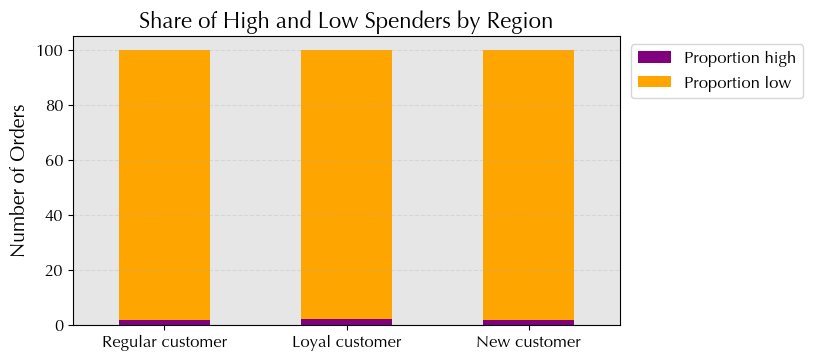 Share of High and Low Spenders by Region
Number of Orders
100
80
60
40
20
0
Regular customer
Loyal customer
New customer
Proportion high
Proportion low